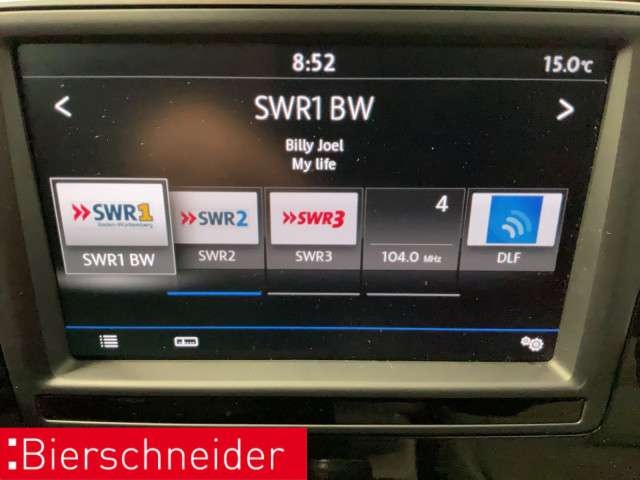 8:52
15.0°C
SWR1 BW
Billy Joel
My life
SWR1
Baden-Württemberg
SWR2
SWR3
4
SWR1 BW
SWR2
SWR3
104.0 MHz
DLF
Bierschneider